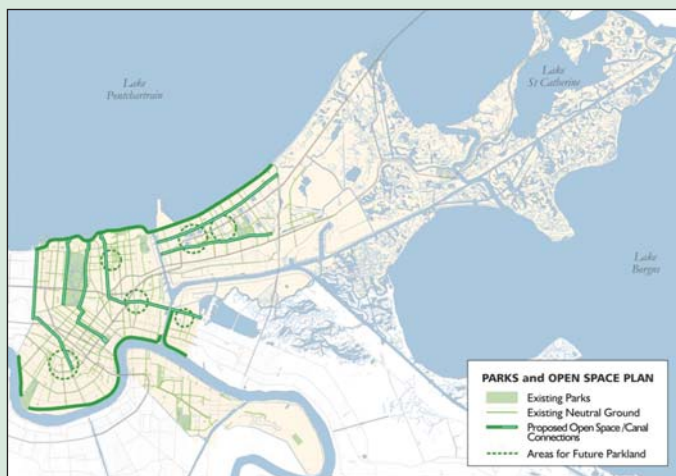 Lake
Pontchartrain
Lake
St Catherine
Lake
Borgne
PARKS and OPEN SPACE PLAN
Existing Parks
Existing Neutral Ground
Proposed Open Space /Canal
Connections
Areas for Future Parkland